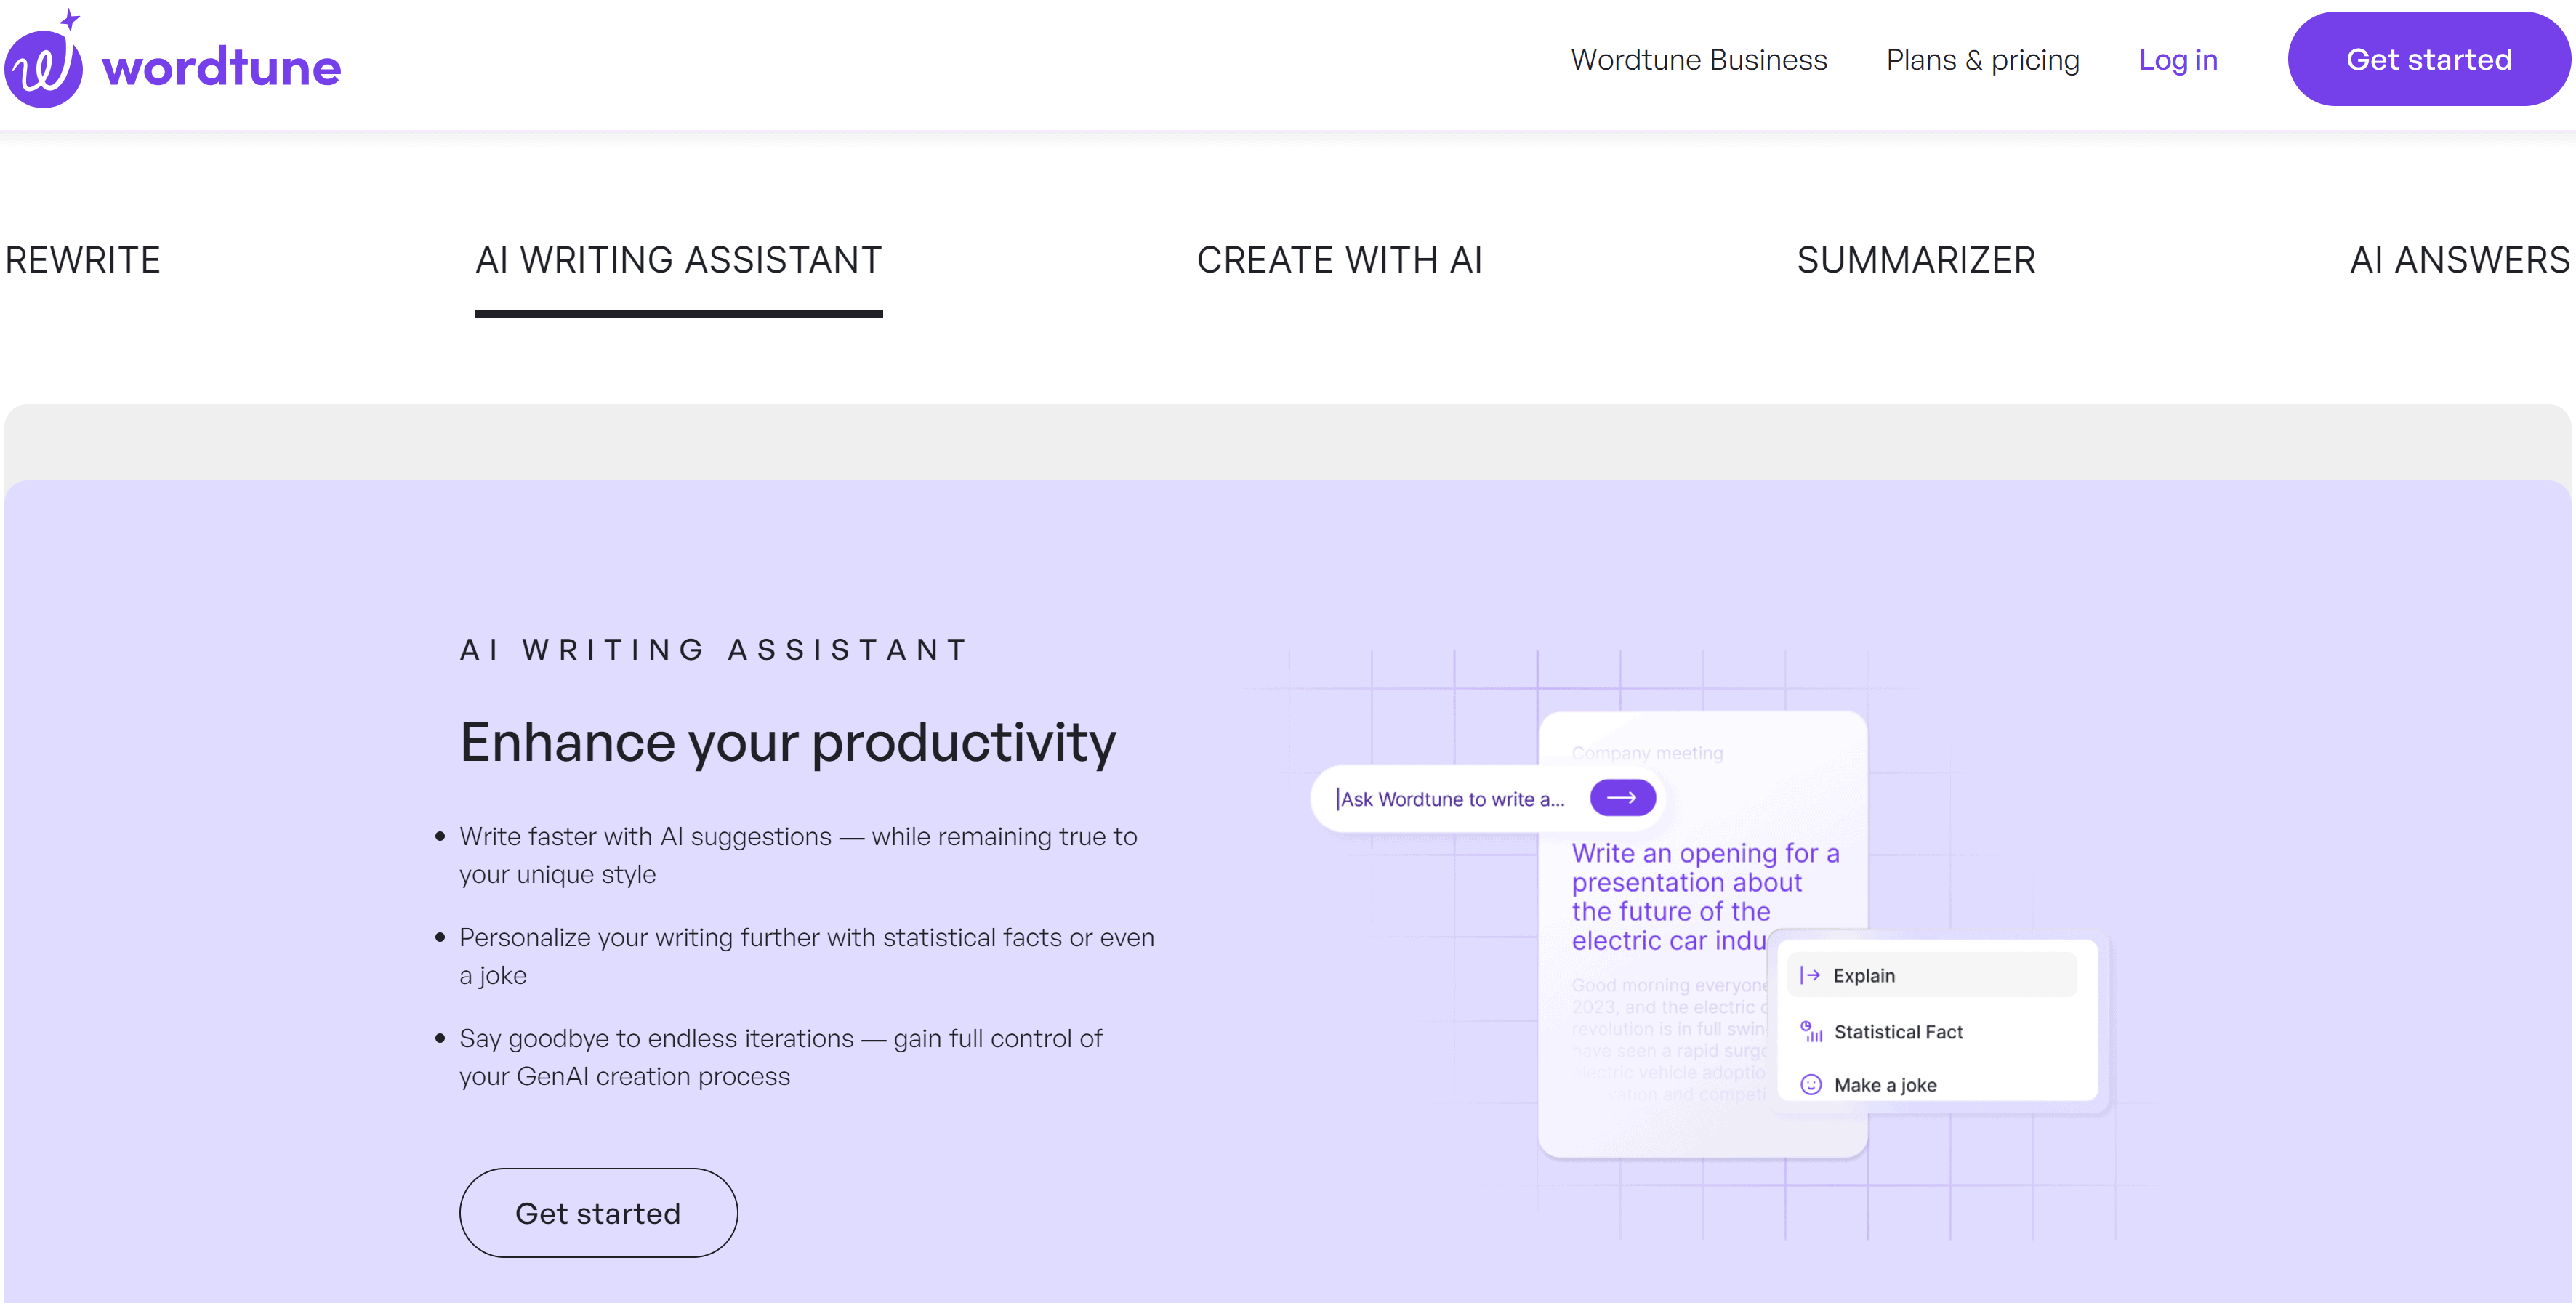 wordtune
Wordtune Business
Plans & pricing
Log in
Get started
REWRITE
AI WRITING ASSISTANT
CREATE WITH AI
SUMMARIZER
AI ANSWERS
AI WRITING ASSISTANT
Enhance your productivity
• Write faster with AI suggestions — while remaining true to
your unique style
• Personalize your writing further with statistical facts or even
a joke
• Say goodbye to endless iterations — gain full control of
your GenAI creation process
Get started
Company meeting
|Ask Wordtune to write a...
Write an opening for a
presentation about
the future of the
electric car indu
Good morning everyone
2023, and the electric c
revolution is in full swin
have seen a rapid surge
electric vehicle adoptio
vation and competi
Explain
Statistical Fact
Make a joke